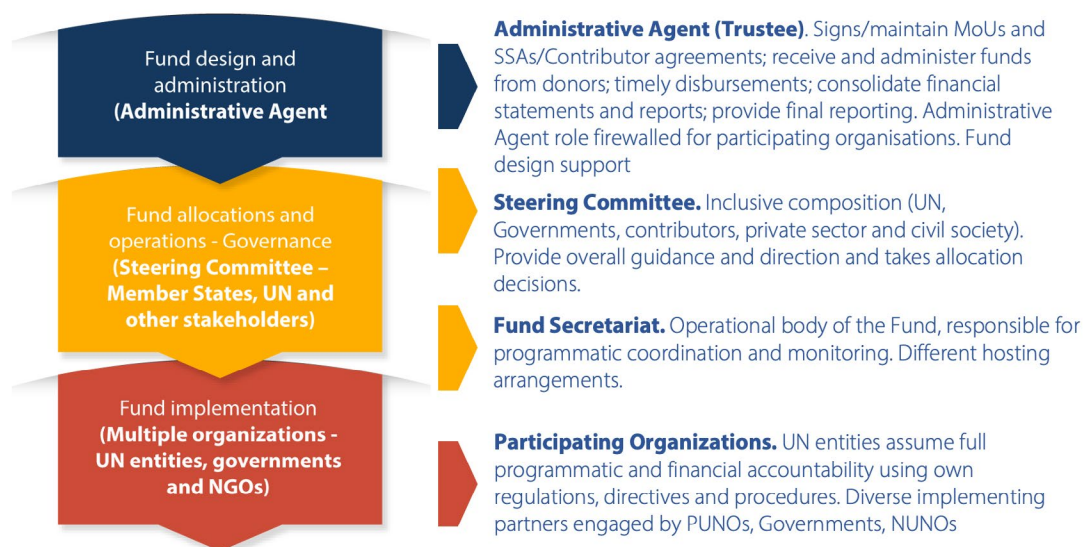 Fund design and
administration
(Administrative Agent
Administrative Agent (Trustee). Signs/maintain MoUs and
SSAs/Contributor agreements; receive and administer funds
from donors; timely disbursements; consolidate financial
statements and reports; provide final reporting. Administrative
Agent role firewalled for participating organisations. Fund
design support
Fund allocations and
operations - Governance
(Steering Committee –
Member States, UN and
other stakeholders)
Steering Committee. Inclusive composition (UN,
Governments, contributors, private sector and civil society).
Provide overall guidance and direction and takes allocation
decisions.
Fund Secretariat. Operational body of the Fund, responsible for
programmatic coordination and monitoring. Different hosting
arrangements.
Fund implementation
(Multiple organizations -
UN entities, governments
and NGOs)
Participating Organizations. UN entities assume full
programmatic and financial accountability using own
regulations, directives and procedures. Diverse implementing
partners engaged by PUNOs, Governments, NUNOs